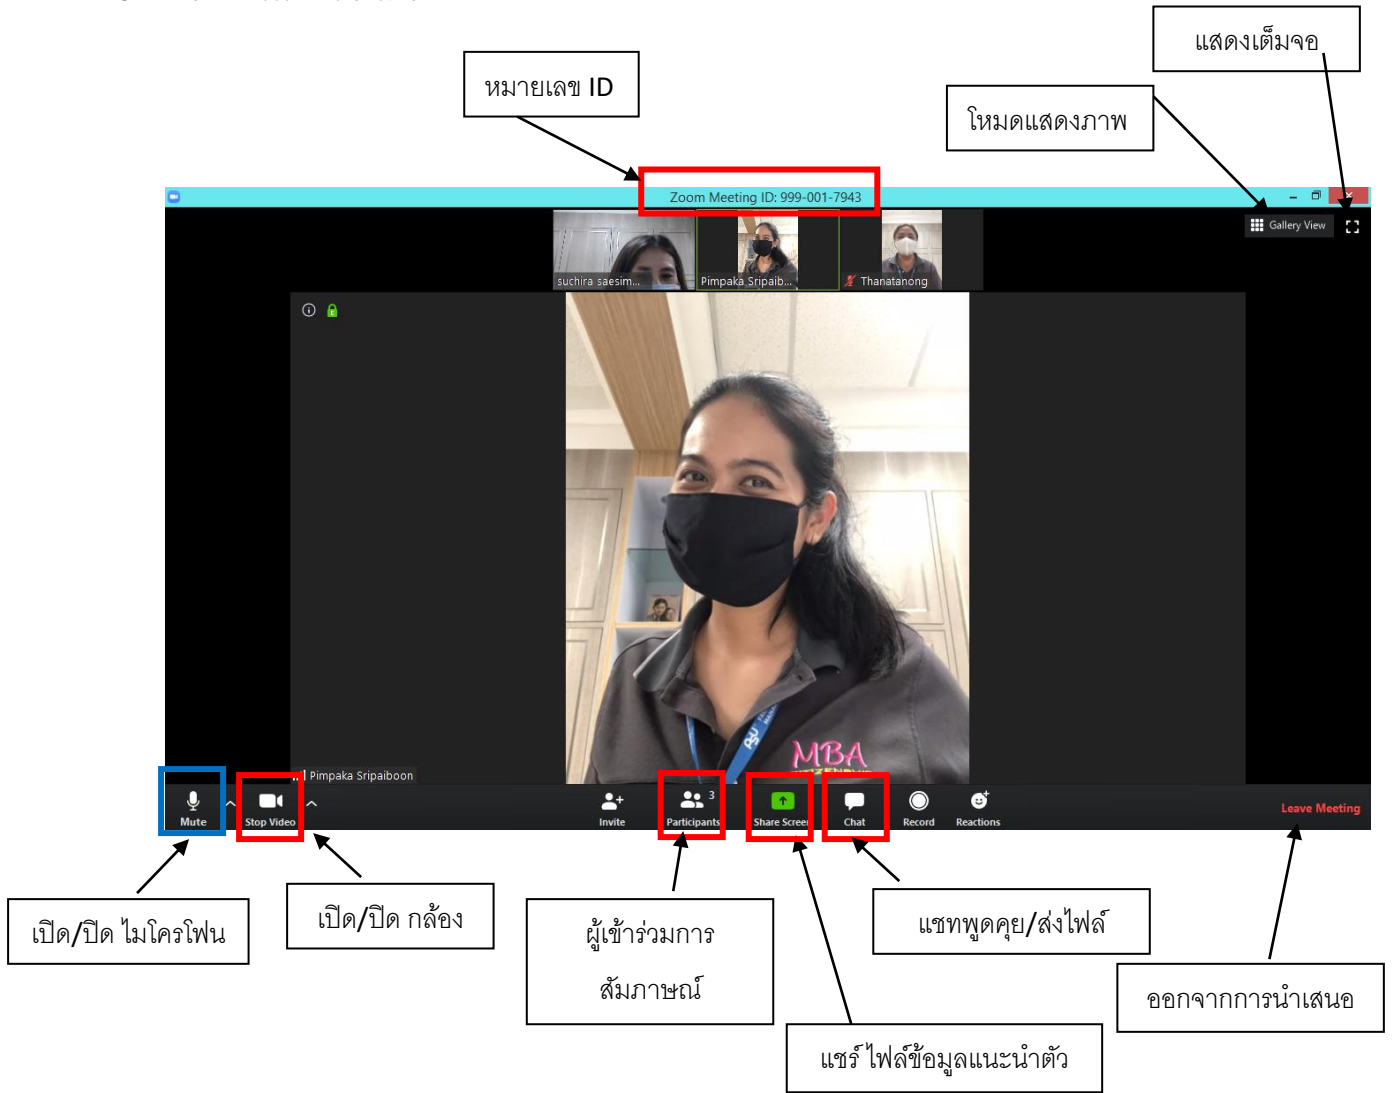 แสดงเต็มจอ
หมายเลข ID
โหมดแสดงภาพ
Zoom Meeting ID: 999-001-7943
Gallery View
suchira saesim...
Pimpaka Sripaib...
Thanatanong
MBA
Pimpaka Sripaiboon
3
Mute
Stop Video
Invite
Participants
Share Screen
Chat
Record
Reactions
Leave Meeting
เปิด/ปิด ไมโครโฟน
เปิด/ปิด กล้อง
ผู้เข้าร่วมการ
สัมภาษณ์
แชทพูดคุย/ส่งไฟล์
ออกจากการนำเสนอ
แชร์ ไฟล์ข้อมูลแนะนำตัว